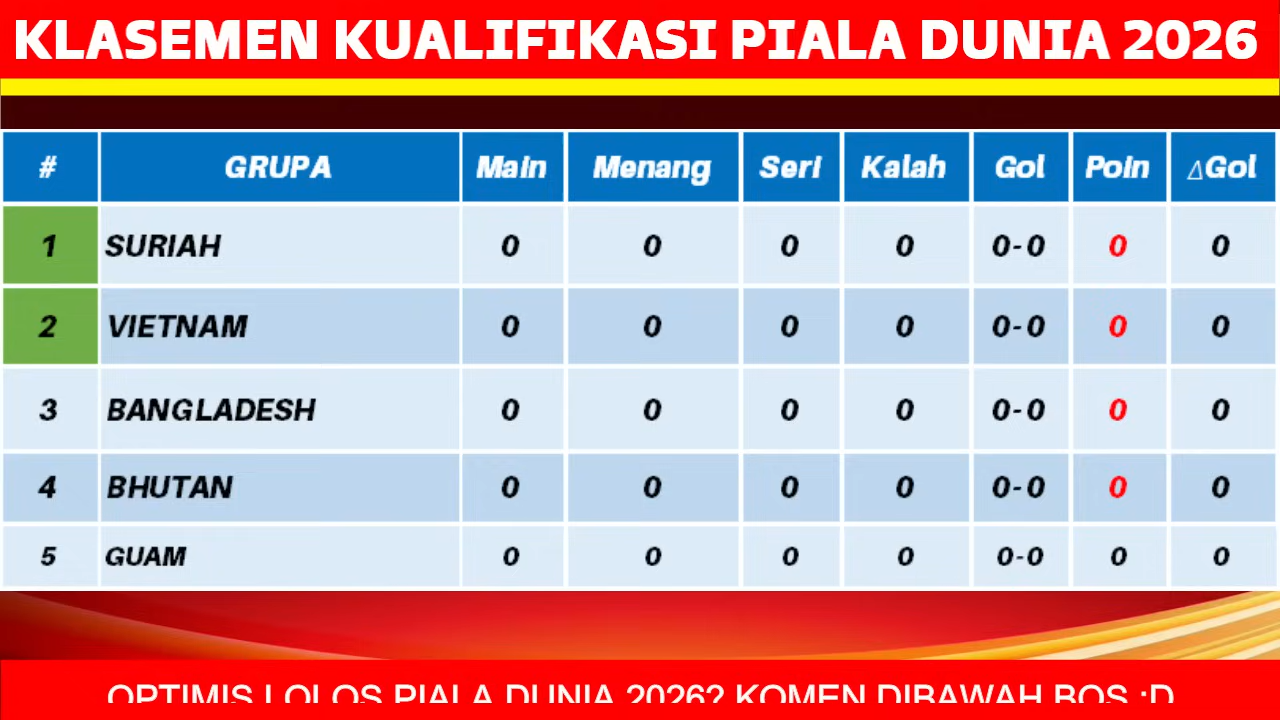 KLASEMEN KUALIFIKASI PIALA DUNIA 2026
# GRUPA Main Menang Seri Kalah Gol Poin △Gol
1 SURIAH 0 0 0 0 0-0 0 0
2 VIETNAM 0 0 0 0 0-0 0 0
3 BANGLADESH 0 0 0 0 0-0 0 0
4 BHUTAN 0 0 0 0 0-0 0 0
5 GUAM 0 0 0 0 0-0 0 0
OPTIMIS LOLOS PIALA DUNIA 2026? KOMEN DIBAWAH BOS :D